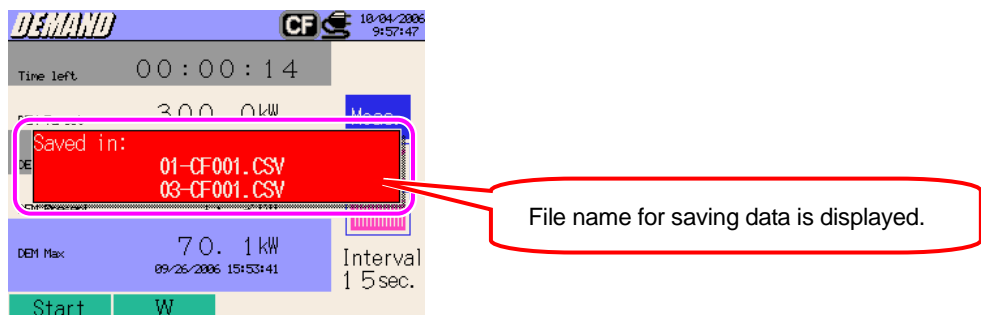 DEMAND CF 10/04/2006
9:57:47
Time left 00:00:14
300.0kW
Saved in:
01-CF001.CSV
03-CF001.CSV
File name for saving data is displayed.
DEM Max 70.1kW
09/26/2006 15:53:41
Interval
15sec.
Start W